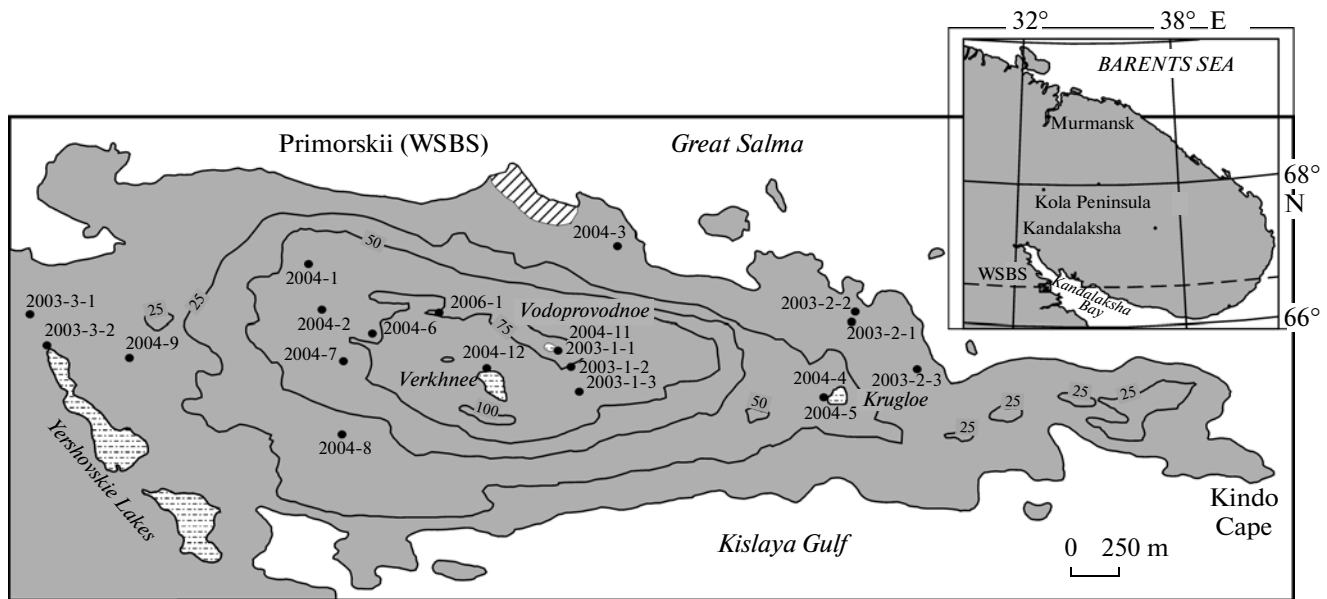 32° 38° E
BARENTS SEA
Murmansk
68°
N
Kola Peninsula
Kandalaksha
WSBS
Kandalaksha
Bay
66°
Primorskii (WSBS)
Great Salma
2004-3
50
2004-1
25
25
2003-3-1
2003-3-2
2004-9
2004-2
2004-6
2004-7
2006-1
Vodoprovodnoe
75
2004-11
2003-1-1
2004-12
2003-1-2
Verkhnee
2003-1-3
100
2004-8
2003-2-2
2003-2-1
2003-2-3
2004-4
Krugloe
2004-5
50
25
25
25
25
Yershovskie Lakes
Kislaya Gulf
Kindo
Cape
0 250 m